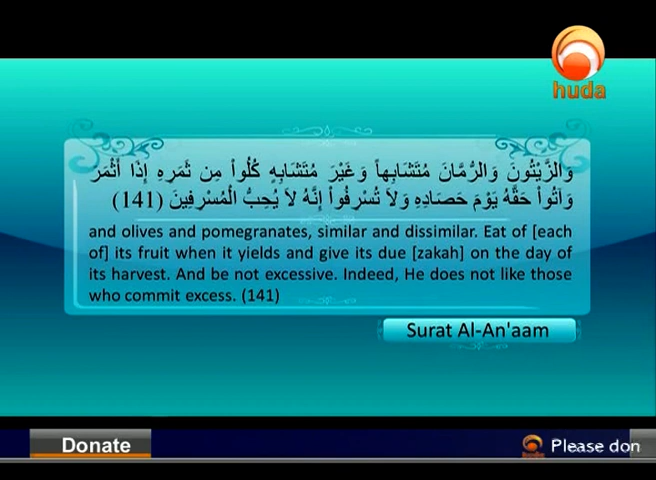 huda
وَالزَّيْتُونَ وَالرُّمَّانَ مُتَشَابِهاً وَغَيْرَ مُتَشَابِهٍ كُلُواْ مِن ثَمَرِهِ إِذَا أَثْمَرَ
وَآتُواْ حَقَّهُ يَوْمَ حَصَادِهِ وَلاَ تُسْرِفُواْ إِنَّهُ لاَ يُحِبُّ الْمُسْرِفِينَ (141)
and olives and pomegranates, similar and dissimilar. Eat of [each
of] its fruit when it yields and give its due [zakah] on the day of
its harvest. And be not excessive. Indeed, He does not like those
who commit excess. (141)
Surat Al-An'aam
Donate
huda Please don